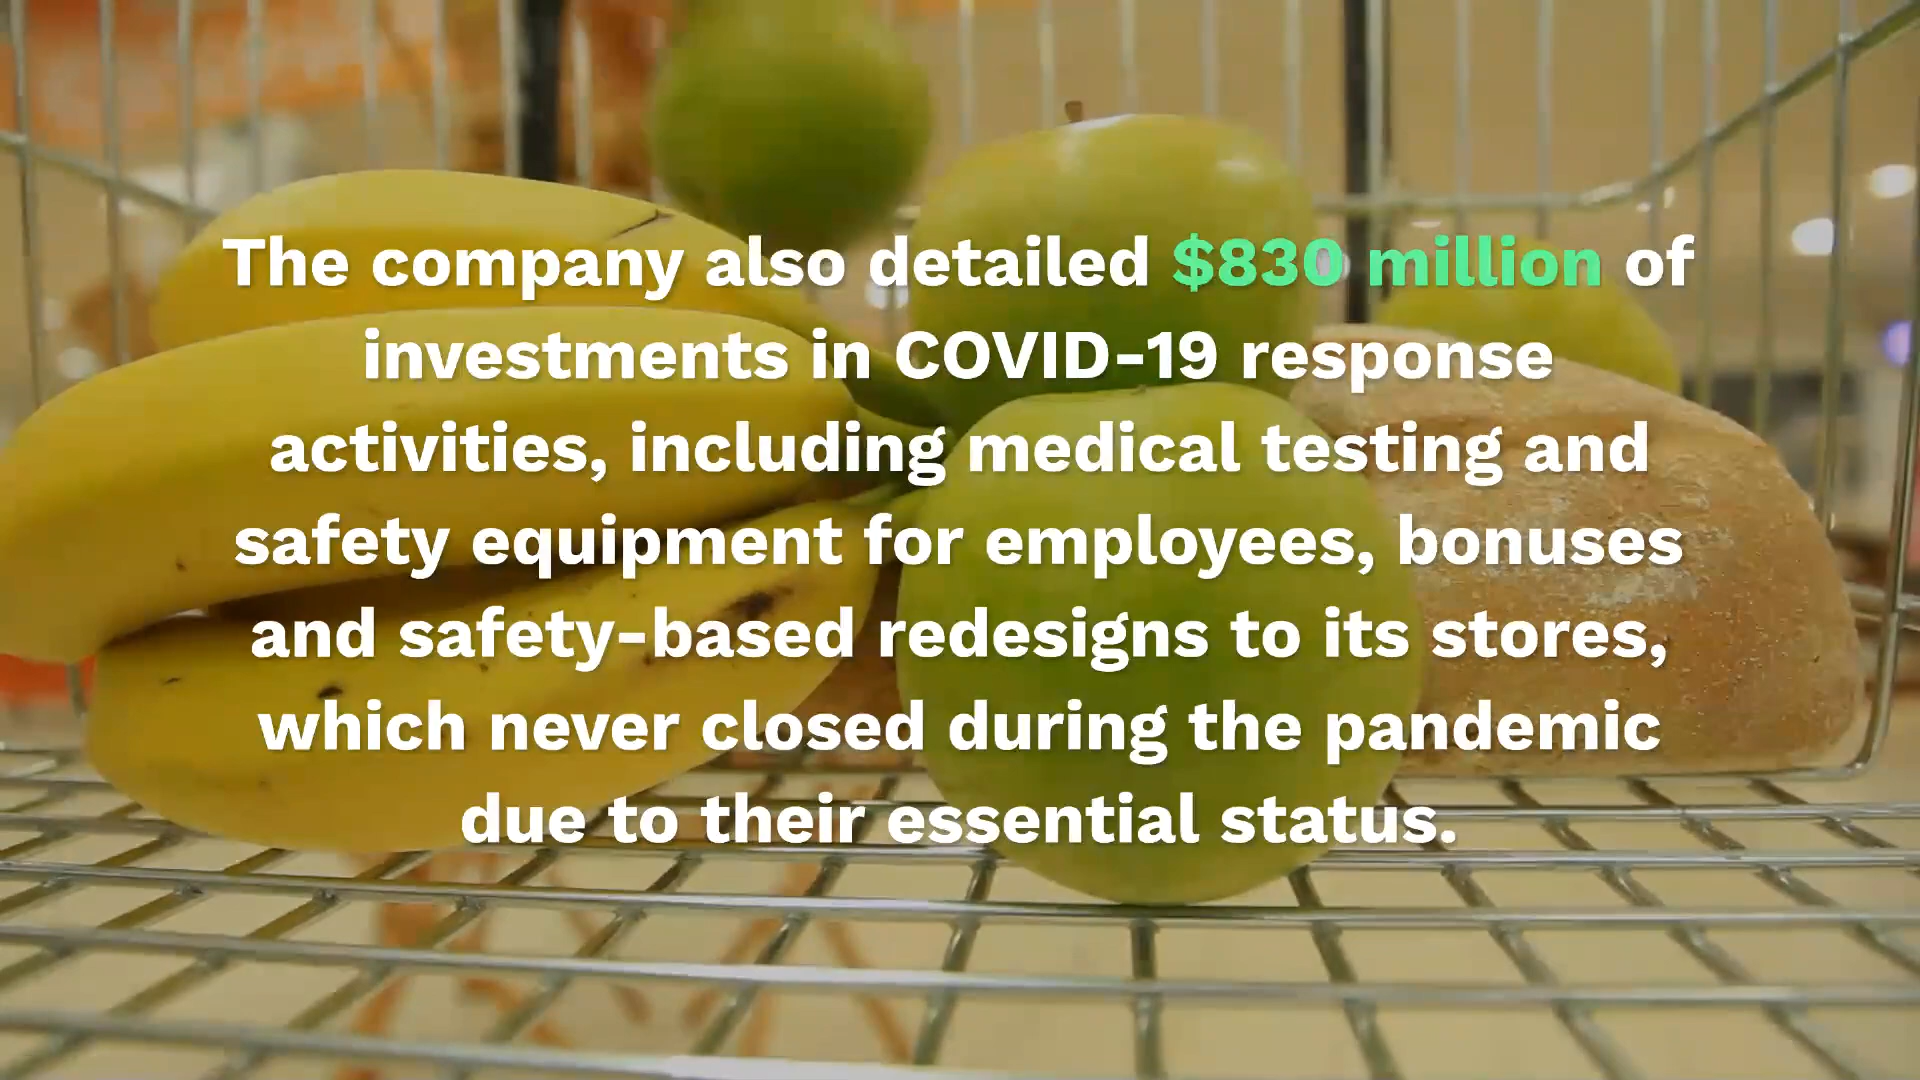 The company also detailed $830 million of
investments in COVID-19 response
activities, including medical testing and
safety equipment for employees, bonuses
and safety-based redesigns to its stores,
which never closed during the pandemic
due to their essential status.